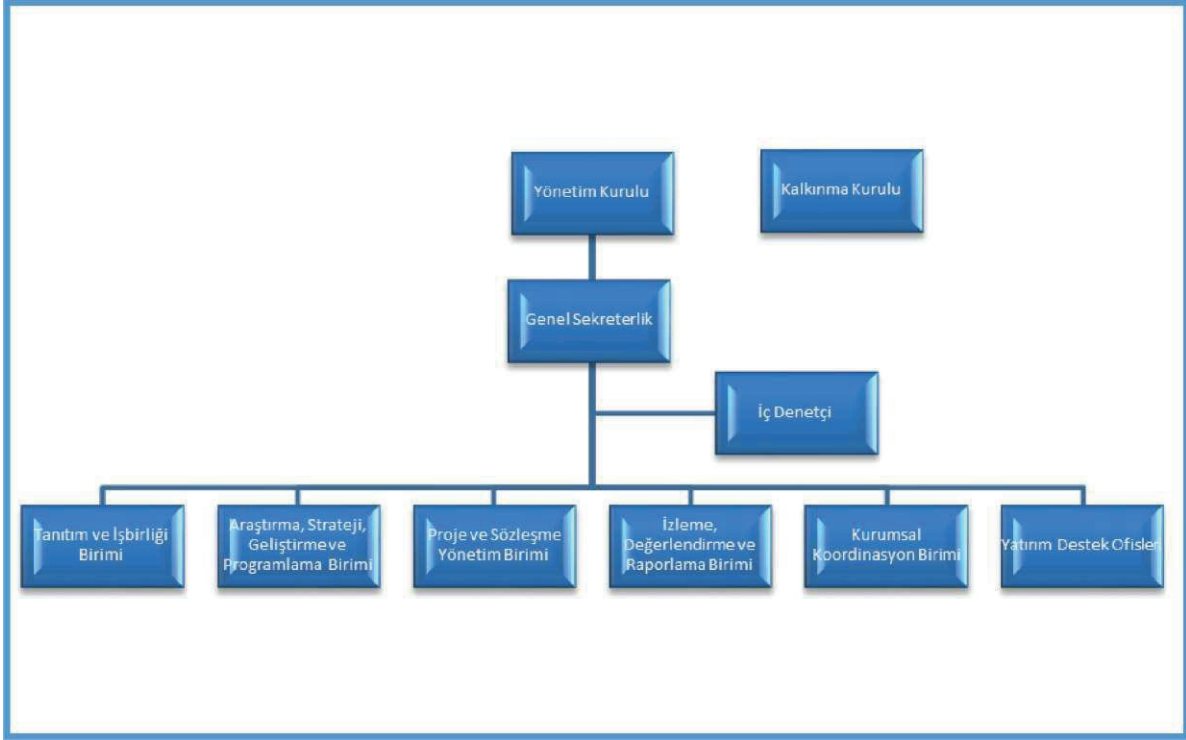 Yönetim Kurulu
Kalkınma Kurulu
Genel Sekreterlik
İç Denetçi
Tanıtım ve İşbirliği
Birimi
Araştırma, Strateji,
Geliştirme ve
Programlama Birimi
Proje ve Sözleşme
Yönetim Birimi
İzleme,
Değerlendirme ve
Raporlama Birimi
Kurumsal
Koordinasyon Birimi
Yatırım Destek Ofisleri